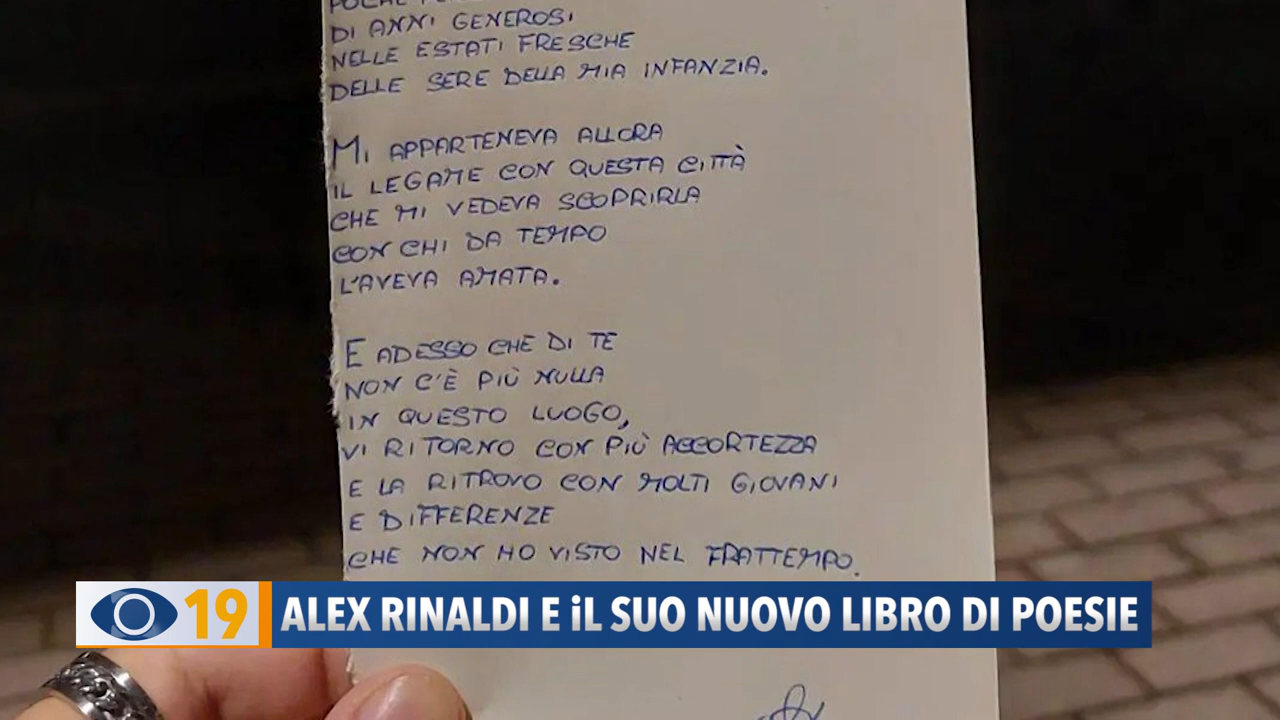 DI ANNI GENEROSI
NELLE ESTATI FRESCHE
DELLE SERE DELLA MIA INFANZIA.
MI APPARTENEVA ALLORA
IL LEGAME CON QUESTA CITTÀ
CHE MI VEDEVA SCOPRIRLA
CON CHI DA TEMPO
L'AVEVA AMATA.
E ADESSO CHE DI TE
NON C'È PIÙ NULLA
IN QUESTO LUOGO,
VI RITORNO CON PIÙ ACCORTEZZA
E LA RITROVO CON MOLTI GIOVANI
E DIFFERENZE
CHE NON HO VISTO NEL FRATTEMPO.
19 ALEX RINALDI E iL SUO NUOVO LIBRO DI POESIE